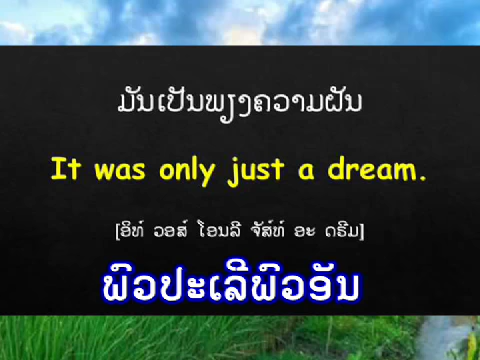 ມັນເປັນພຽງຄວາມຝັນ
It was only just a dream.
[ອິທ໌ ວອສ໌ ໂອນລີ ຈັສ໌ທ໌ ອະ ດຣີມ]
ພົວປະເລີພົວອັນ